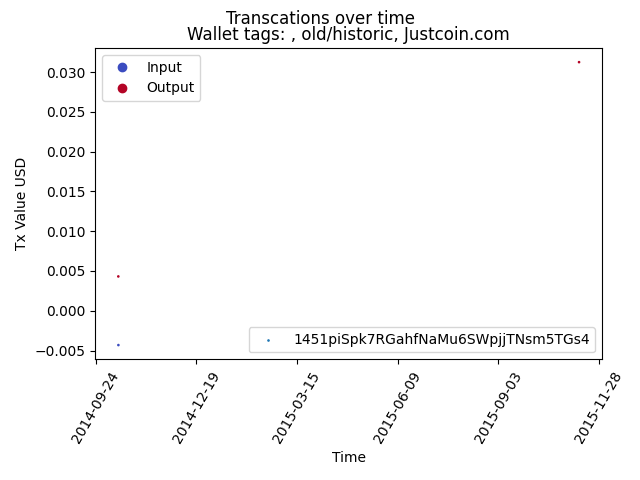 Transcations over time
Wallet tags: , old/historic, Justcoin.com
Input
Output
0.030
0.025
0.020
0.015
0.010
0.005
0.000
−0.005
Tx Value USD
1451piSpk7RGahfNaMu6SWpjjTNsm5TGs4
2014-09-24
2014-12-19
2015-03-15
2015-06-09
2015-09-03
2015-11-28
Time